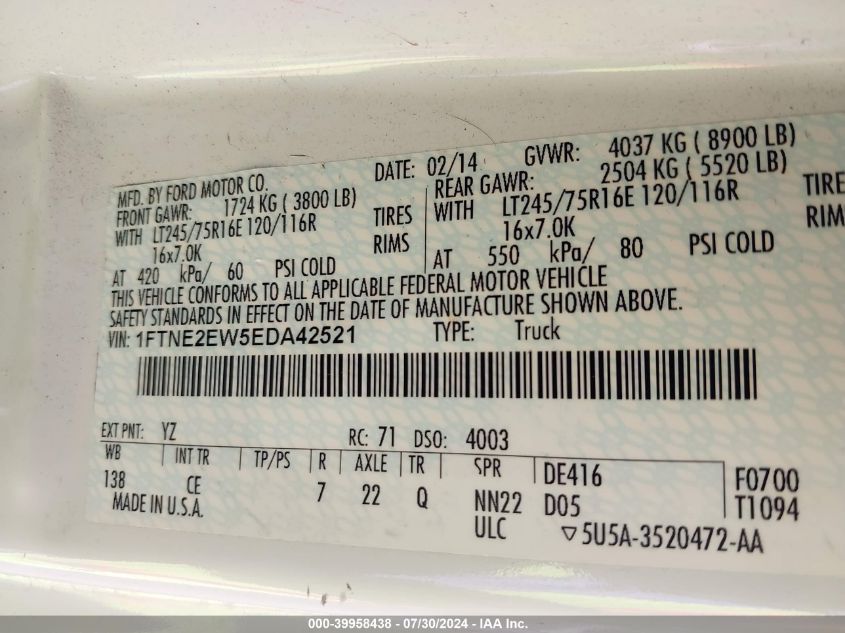 MFD. BY FORD MOTOR CO. DATE: 02/14 GVWR: 4037 KG ( 8900 LB)
FRONT GAWR: 1724 KG ( 3800 LB) REAR GAWR: 2504 KG ( 5520 LB)
WITH LT245/75R16E 120/116R TIRES WITH LT245/75R16E 120/116R TIRE
16x7.0K RIMS 16x7.0K RIM
AT 420 kPa/ 60 PSI COLD AT 550 kPa/ 80 PSI COLD
THIS VEHICLE CONFORMS TO ALL APPLICABLE FEDERAL MOTOR VEHICLE
SAFETY STANDARDS IN EFFECT ON THE DATE OF MANUFACTURE SHOWN ABOVE.
VIN: 1FTNE2EW5EDA42521 TYPE: Truck
EXT PNT: YZ RC: 71 DSO: 4003
WB INT TR TP/PS R AXLE TR SPR DE416 F0700
138 CE 7 22 Q NN22 D05 T1094
MADE IN U.S.A. ULC ▽5U5A-3520472-AA
000-39958438 - 07/30/2024 - IAA Inc.